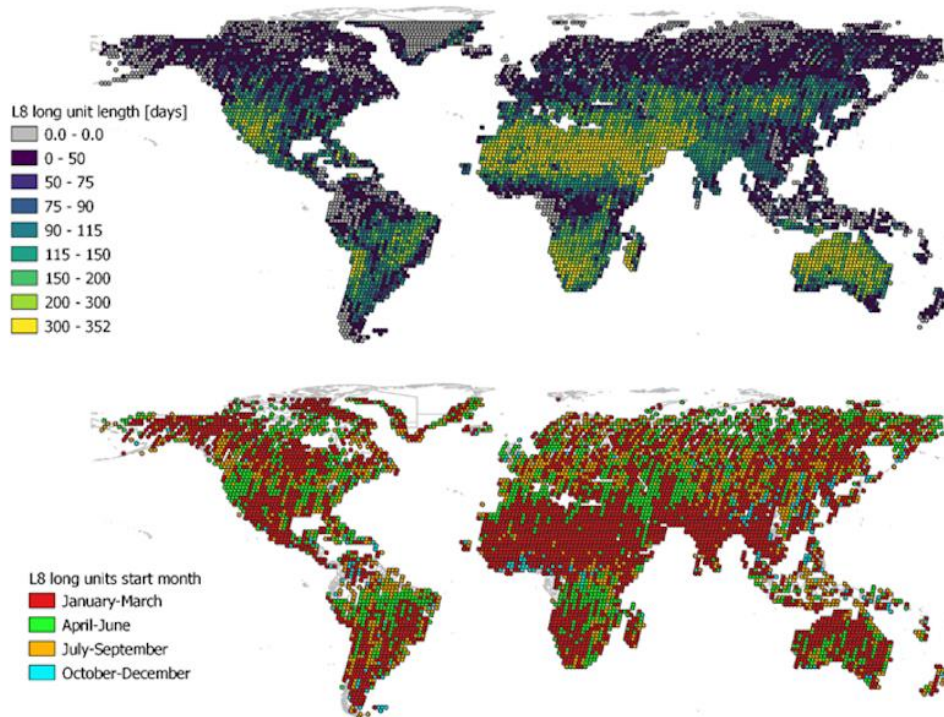 L8 long unit length [days]
0.0 - 0.0
0 - 50
50 - 75
75 - 90
90 - 115
115 - 150
150 - 200
200 - 300
300 - 352
L8 long units start month
January-March
April-June
July-September
October-December